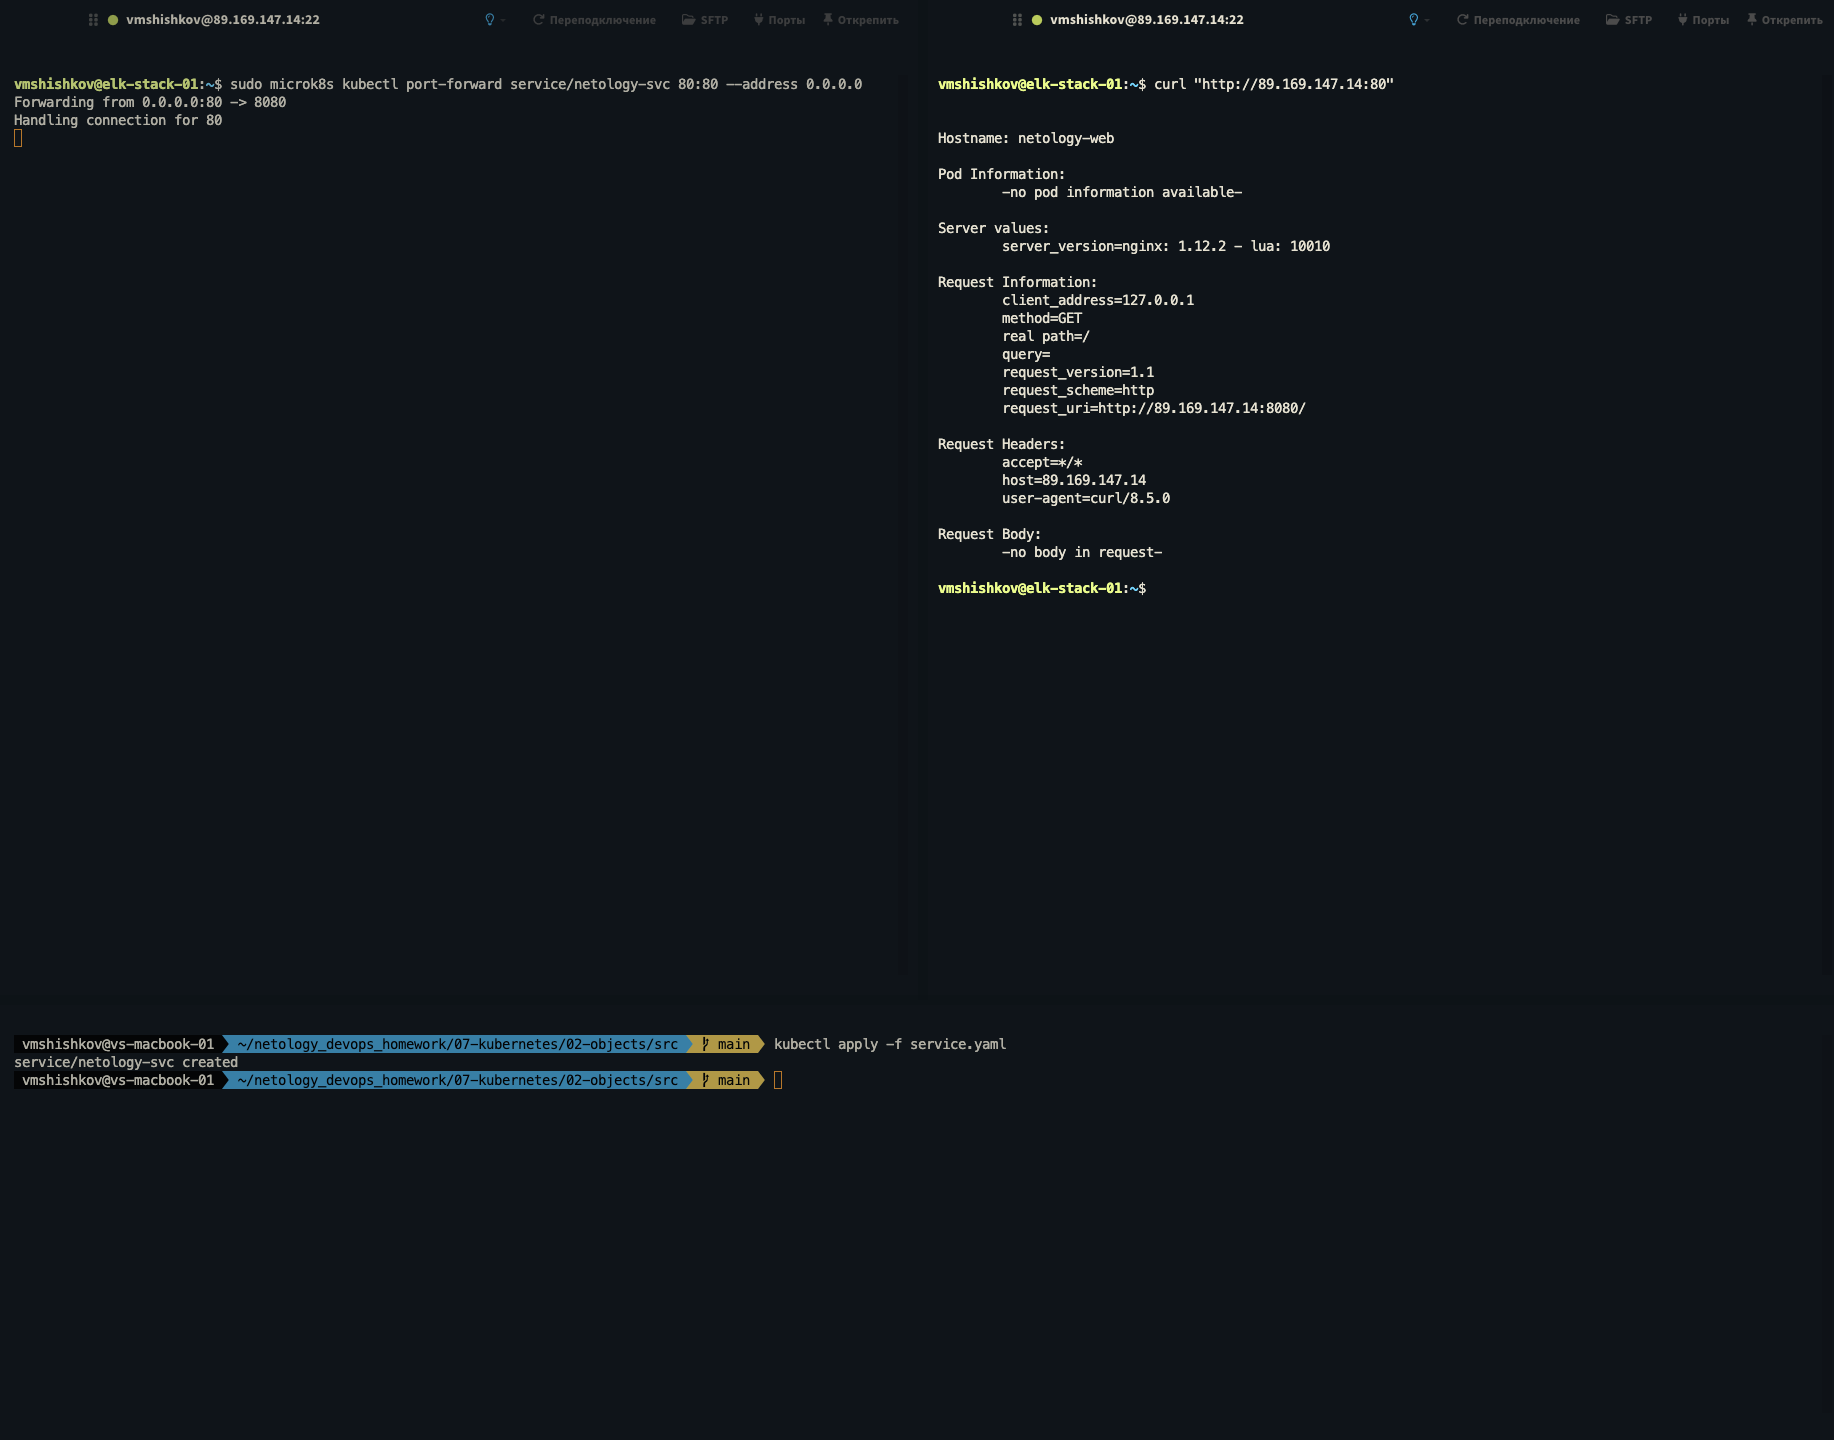 vmshishkov@89.169.147.14:22 Переподключение SFTP Порты Открепить
vmshishkov@elk-stack-01:~$ sudo microk8s kubectl port-forward service/netology-svc 80:80 --address 0.0.0.0
Forwarding from 0.0.0.0:80 -> 8080
Handling connection for 80
vmshishkov@89.169.147.14:22 Переподключение SFTP Порты Открепить
vmshishkov@elk-stack-01:~$ curl "http://89.169.147.14:80"
Hostname: netology-web
Pod Information:
-no pod information available-
Server values:
server_version=nginx: 1.12.2 - lua: 10010
Request Information:
client_address=127.0.0.1
method=GET
real path=/
query=
request_version=1.1
request_scheme=http
request_uri=http://89.169.147.14:8080/
Request Headers:
accept=*/*
host=89.169.147.14
user-agent=curl/8.5.0
Request Body:
-no body in request-
vmshishkov@elk-stack-01:~$
vmshishkov@vs-macbook-01 ~/netology_devops_homework/07-kubernetes/02-objects/src main kubectl apply -f service.yaml
service/netology-svc created
vmshishkov@vs-macbook-01 ~/netology_devops_homework/07-kubernetes/02-objects/src main